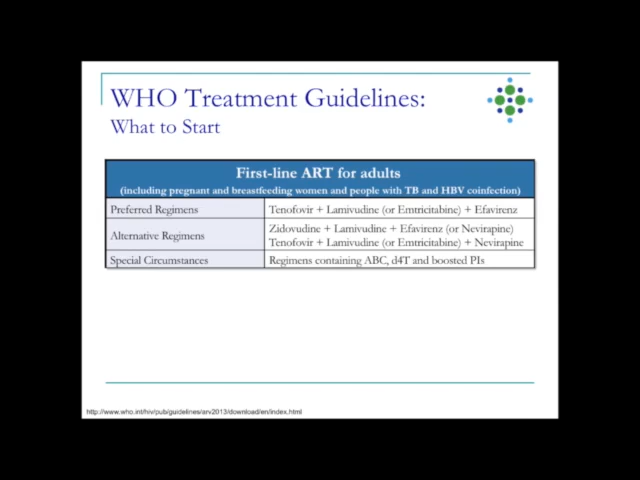 WHO Treatment Guidelines:
What to Start
First-line ART for adults
(including pregnant and breastfeeding women and people with TB and HBV coinfection)
Preferred Regimens
Tenofovir + Lamivudine (or Emtricitabine) + Efavirenz
Alternative Regimens
Zidovudine + Lamivudine + Efavirenz (or Nevirapine)
Tenofovir + Lamivudine (or Emtricitabine) + Nevirapine
Special Circumstances
Regimens containing ABC, d4T and boosted PIs
http://www.who.int/hiv/pub/guidelines/arv2013/download/en/index.html